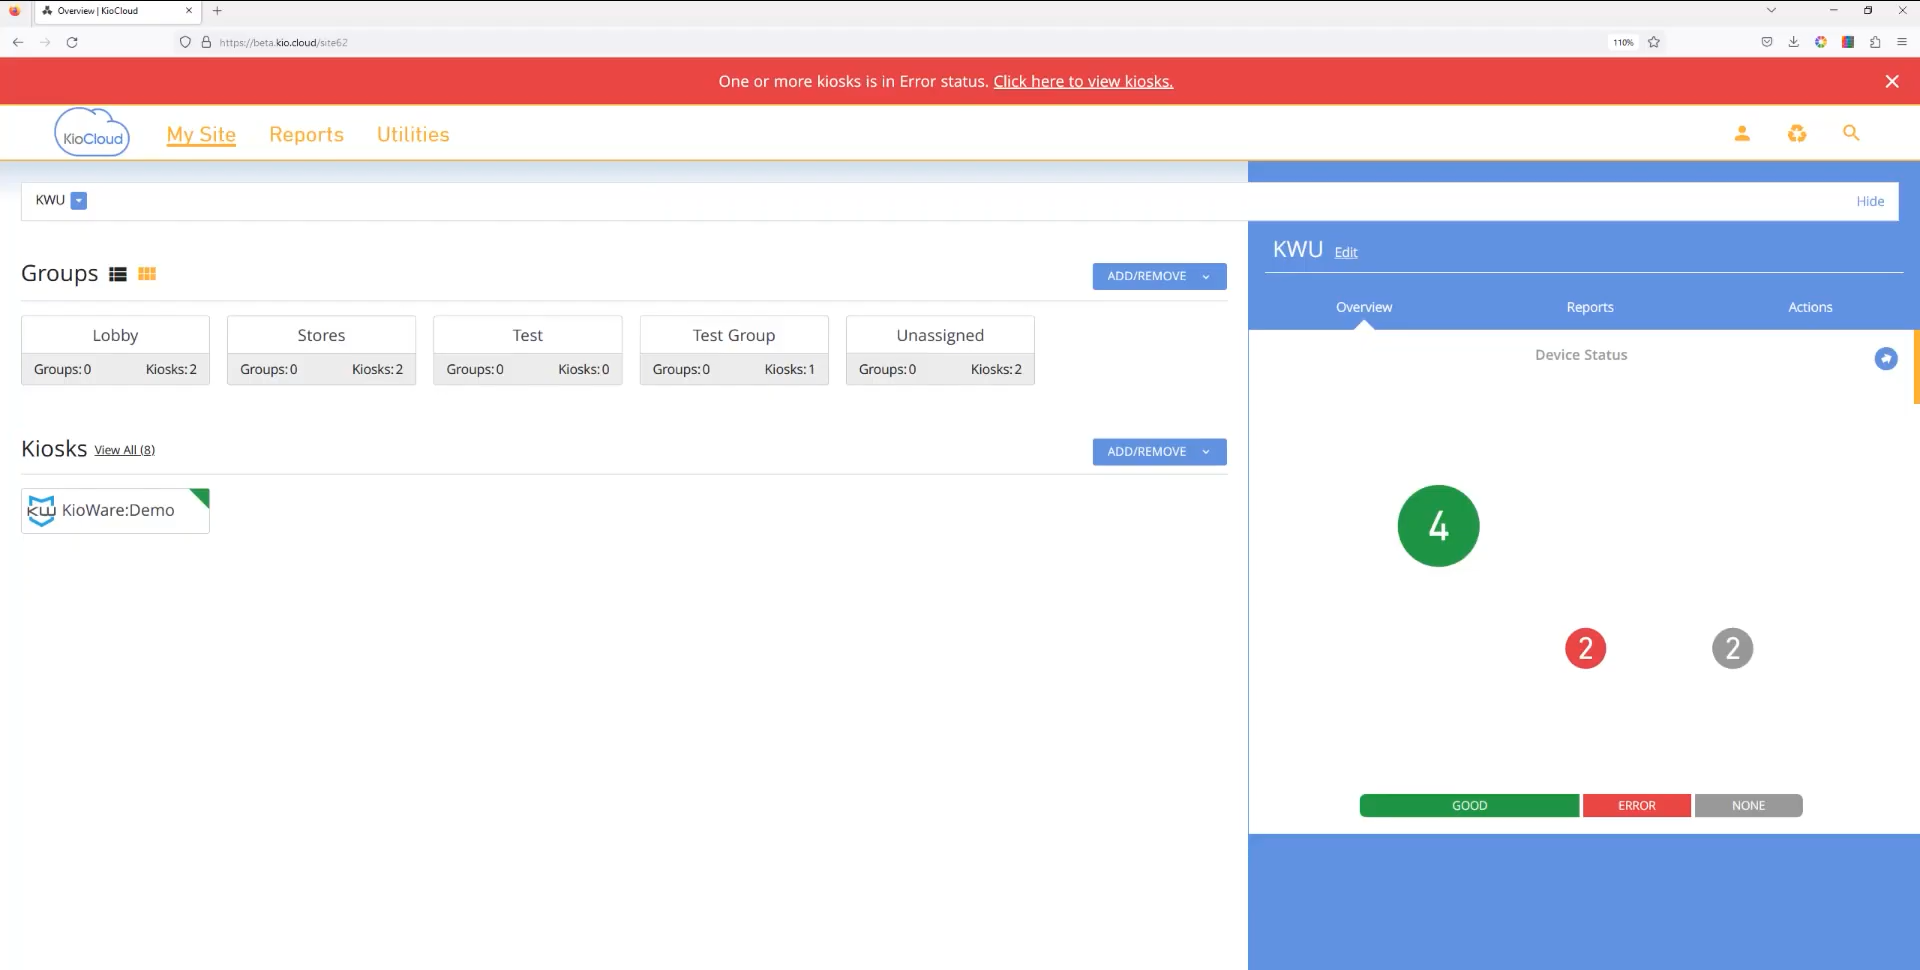 Overview | KioCloud
https://beta.kio.cloud/site62
110%
One or more kiosks is in Error status. Click here to view kiosks.
KioCloud
My Site
Reports
Utilities
KWU
Hide
Groups
ADD/REMOVE
Lobby
Groups: 0 Kiosks: 2
Stores
Groups: 0 Kiosks: 2
Test
Groups: 0 Kiosks: 0
Test Group
Groups: 0 Kiosks: 1
Unassigned
Groups: 0 Kiosks: 2
Kiosks View All (8)
ADD/REMOVE
KW KioWare:Demo
KWU Edit
Overview
Reports
Actions
Device Status
4
2
2
GOOD
ERROR
NONE